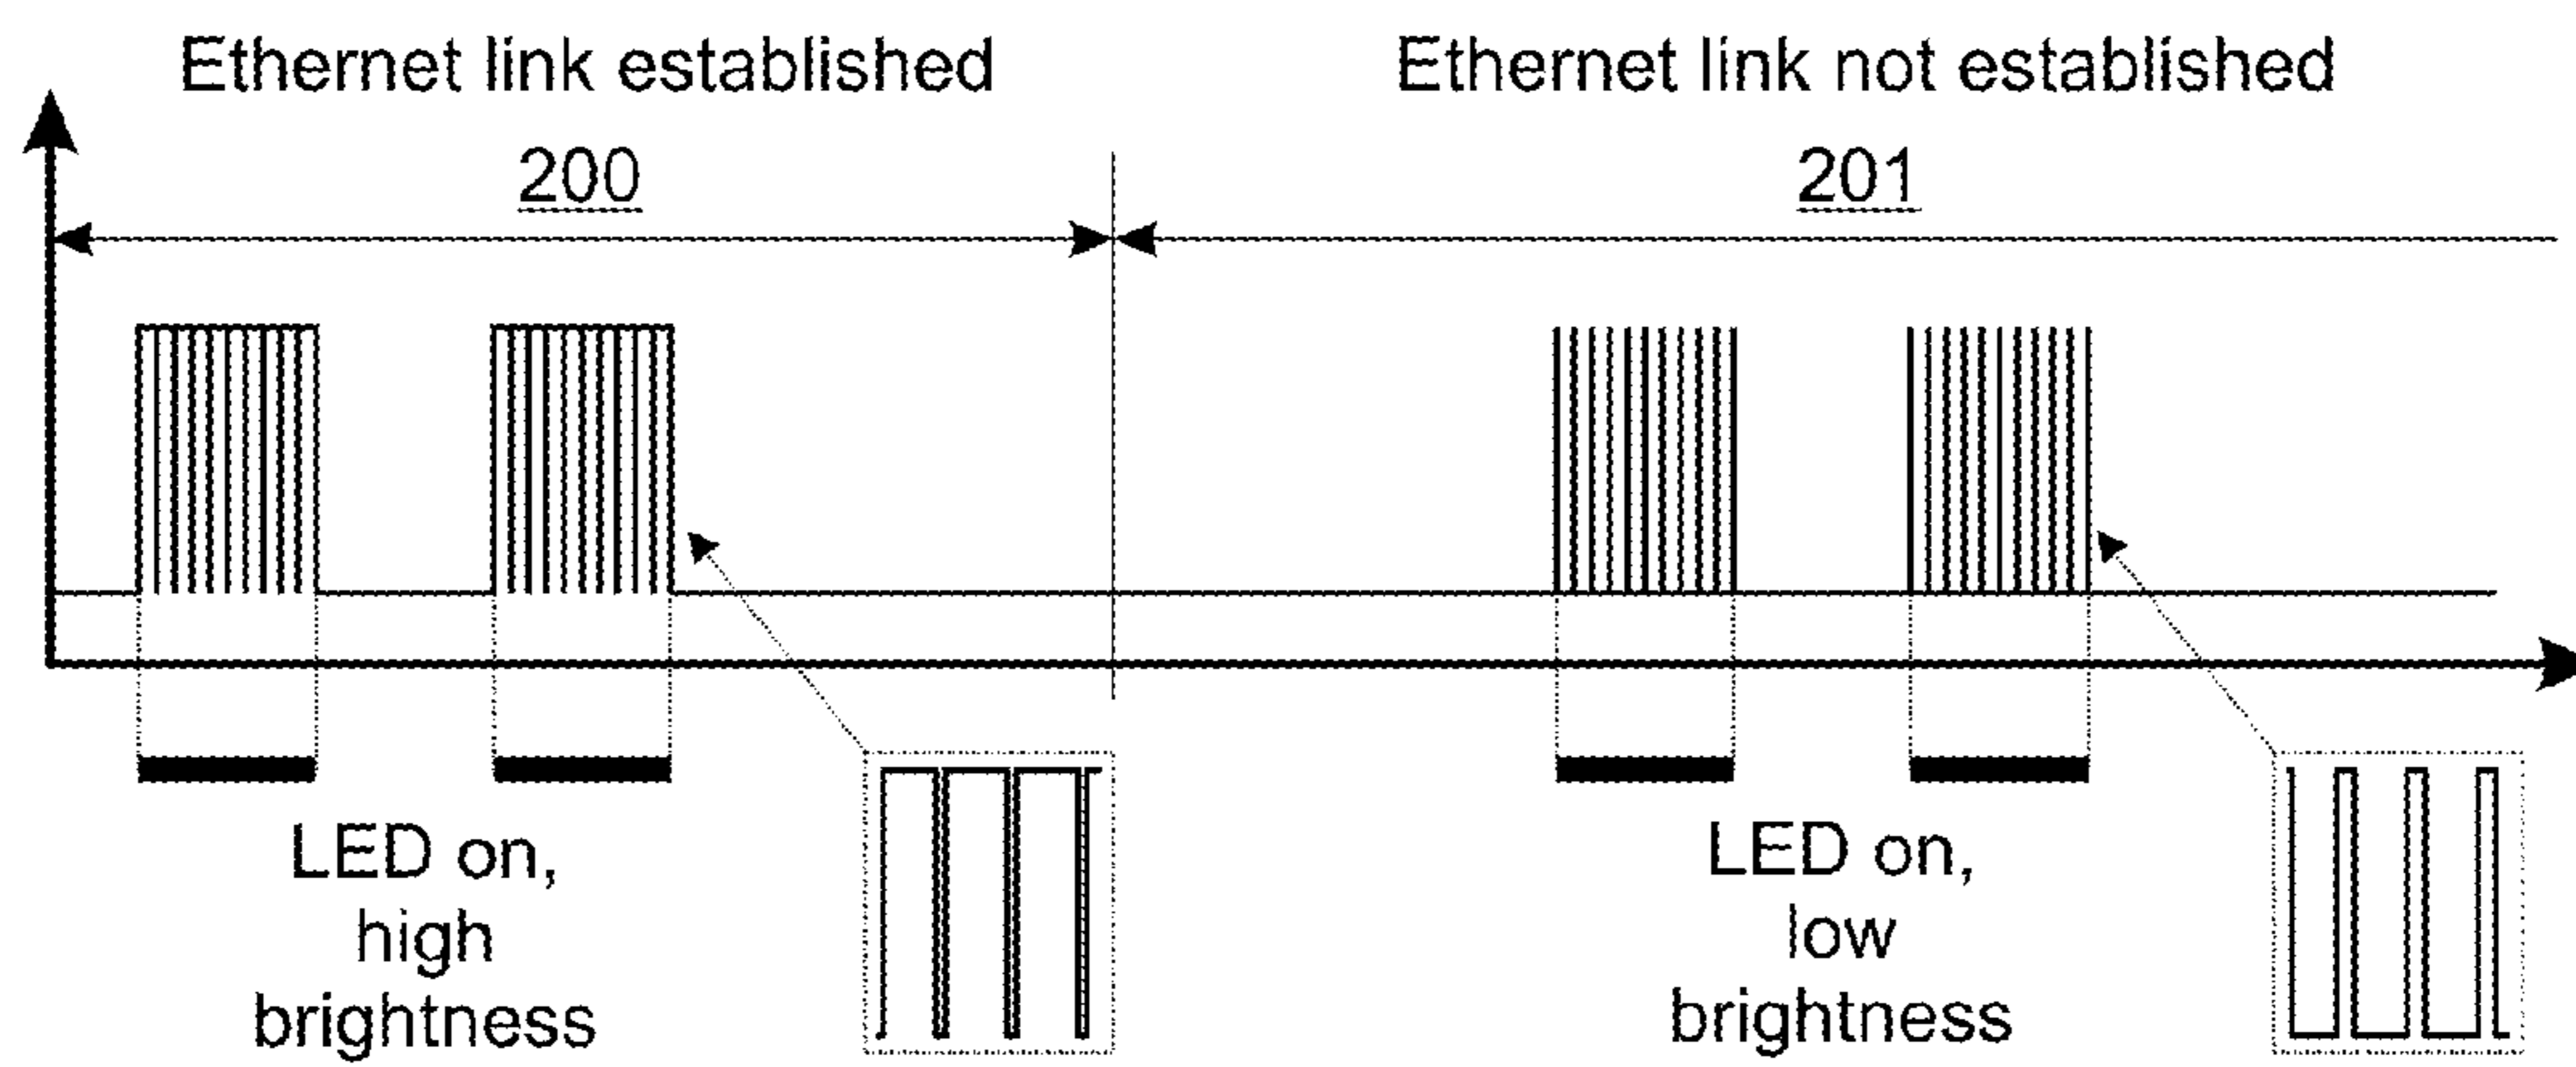 Ethernet link established
200
Ethernet link not established
201
LED on,
high
brightness
LED on,
low
brightness